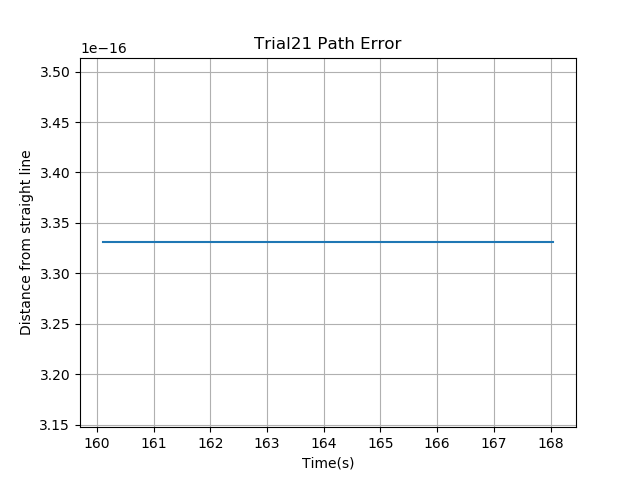 Trial21 Path Error
1e−16
3.50
3.45
3.40
3.35
3.30
3.25
3.20
3.15
Distance from straight line
160 161 162 163 164 165 166 167 168
Time(s)